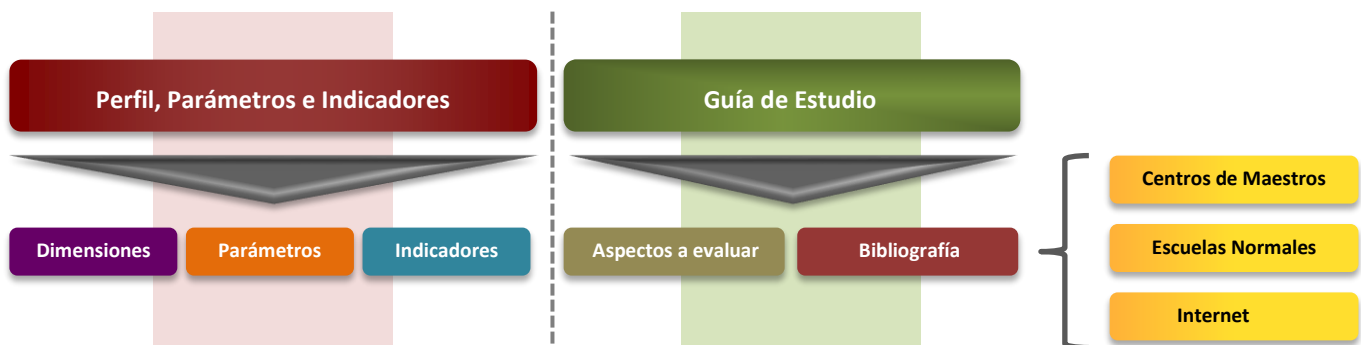 Perfil, Parámetros e Indicadores
Guía de Estudio
Dimensiones
Parámetros
Indicadores
Aspectos a evaluar
Bibliografía
Centros de Maestros
Escuelas Normales
Internet